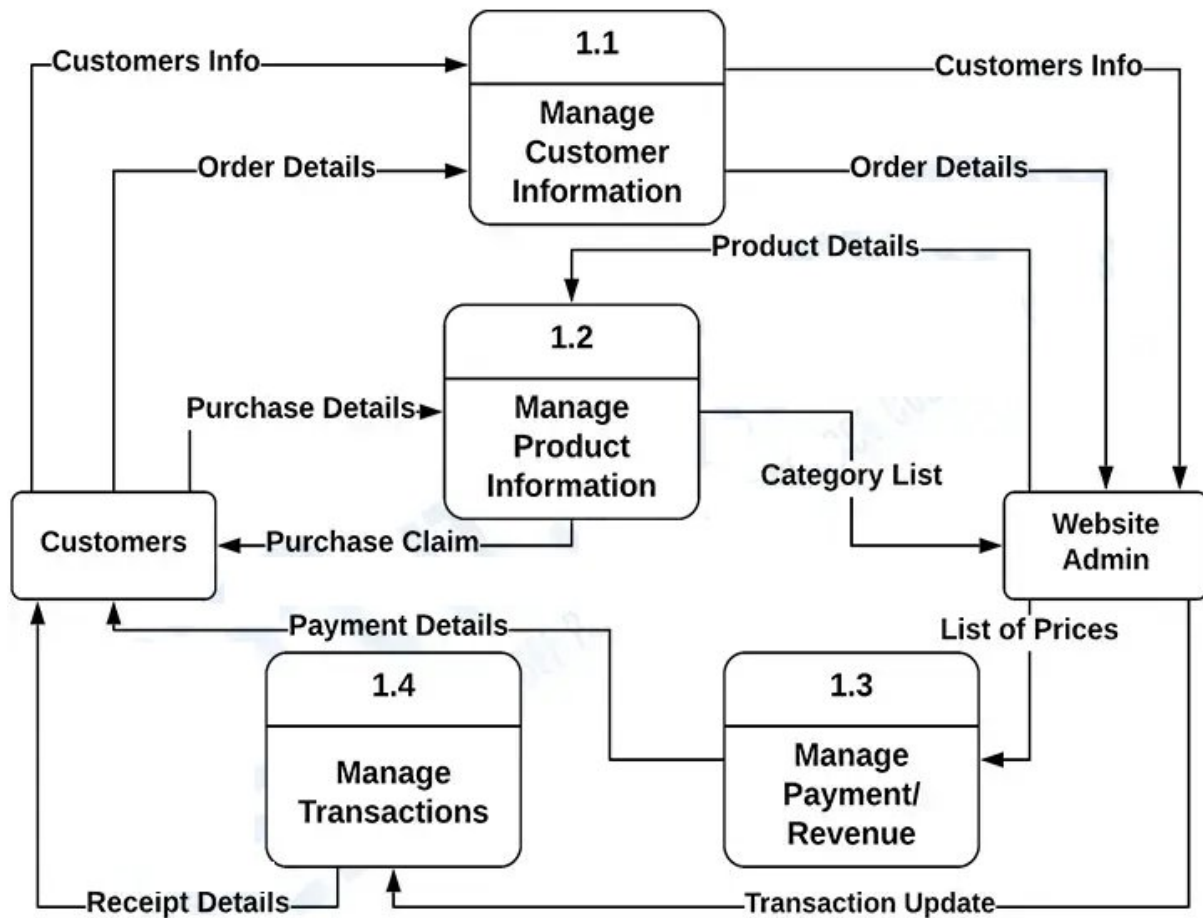 1.1
Customers Info
Customers Info
Manage
Customer
Information
Order Details
Order Details
Product Details
1.2
Purchase Details
Manage
Product
Information
Category List
Customers
Purchase Claim
Website
Admin
Payment Details
List of Prices
1.4
1.3
Manage
Transactions
Manage
Payment/
Revenue
Receipt Details
Transaction Update